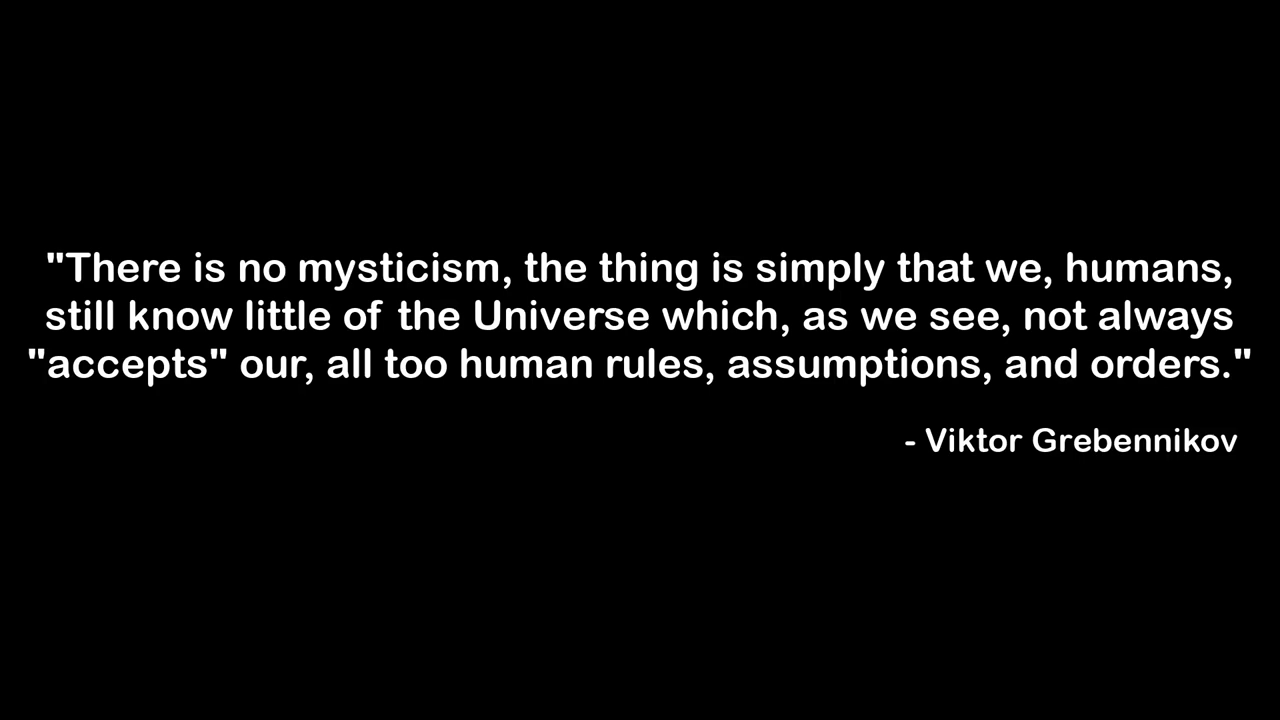 "There is no mysticism, the thing is simply that we, humans,
still know little of the Universe which, as we see, not always
"accepts" our, all too human rules, assumptions, and orders."
- Viktor Grebennikov